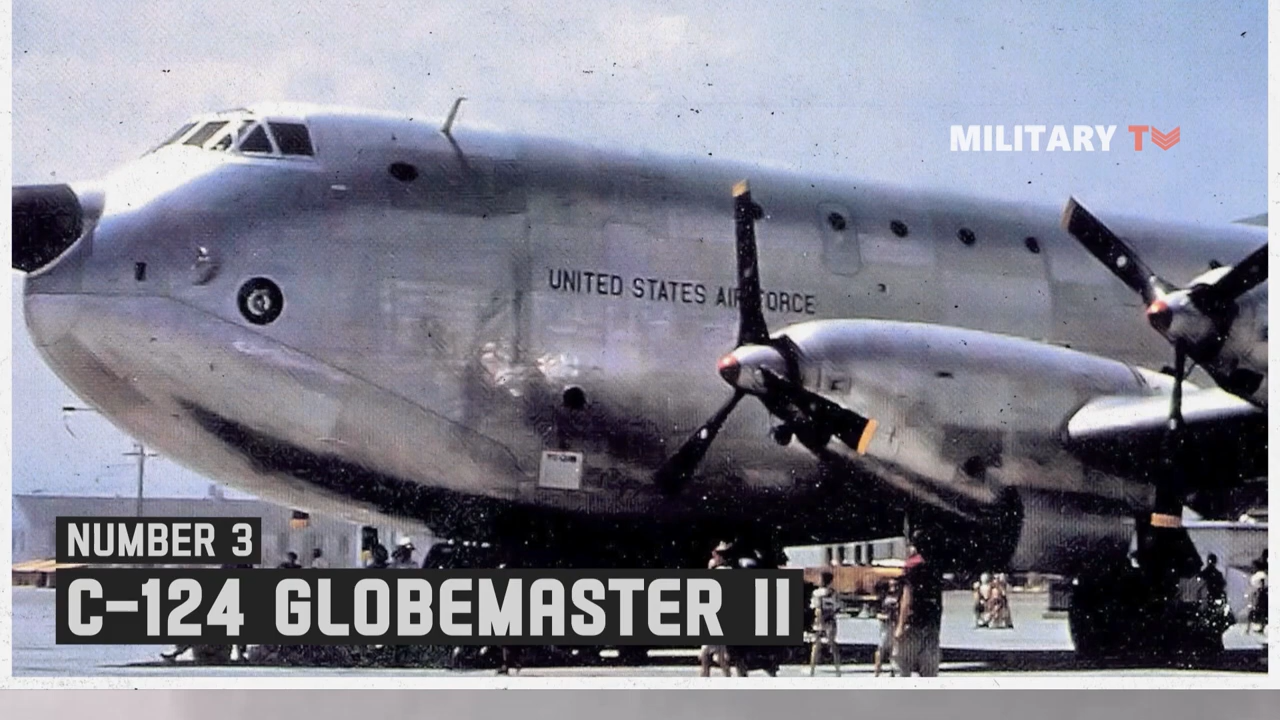 MILITARY TV
UNITED STATES AIR FORCE
NUMBER 3
C-124 GLOBEMASTER II